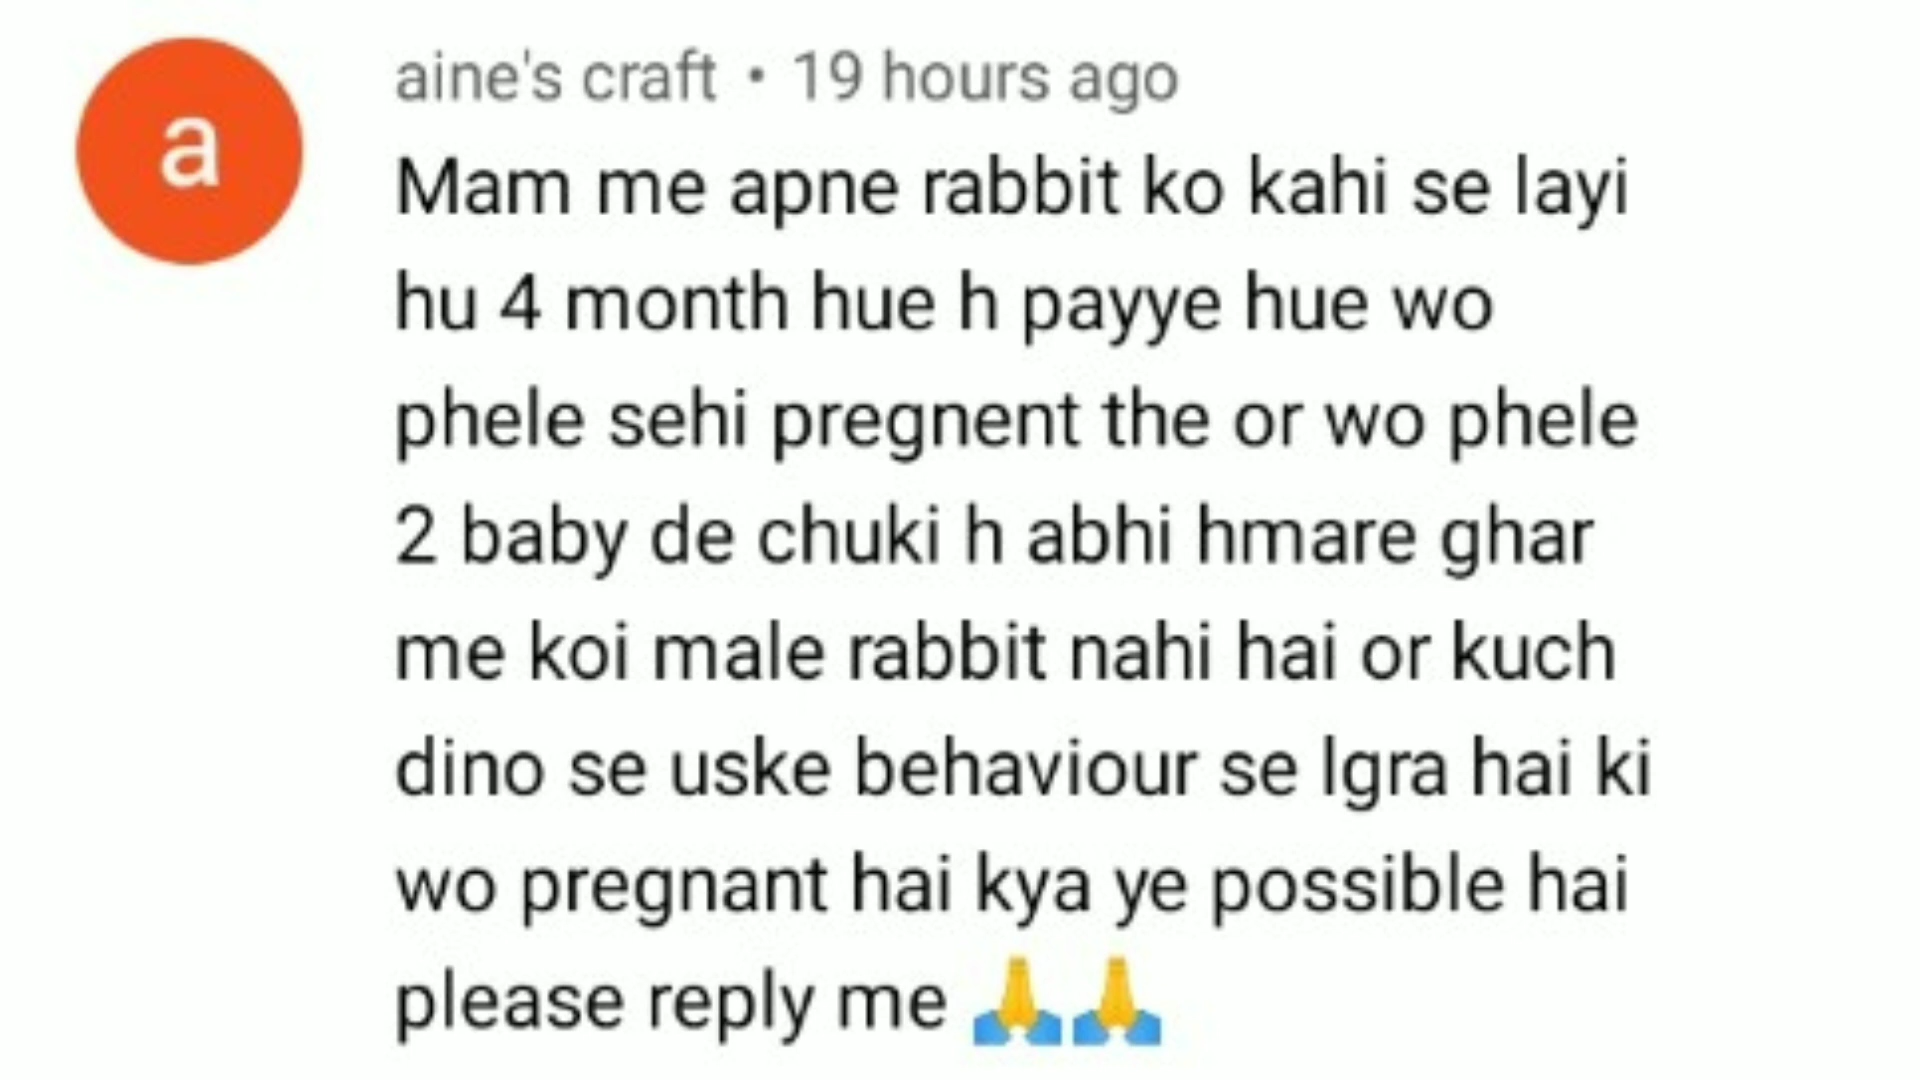 a
aine's craft • 19 hours ago
Mam me apne rabbit ko kahi se layi
hu 4 month hue h payye hue wo
phele sehi pregnent the or wo phele
2 baby de chuki h abhi hmare ghar
me koi male rabbit nahi hai or kuch
dino se uske behaviour se lgra hai ki
wo pregnant hai kya ye possible hai
please reply me 🙏🙏